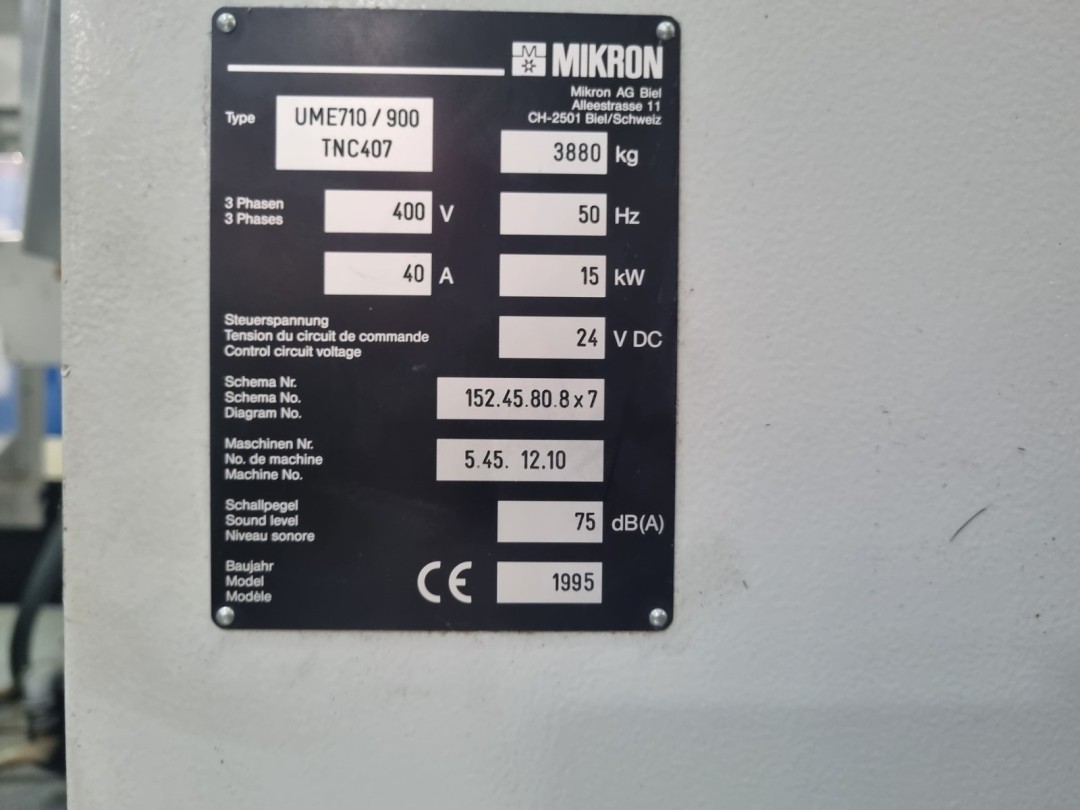 MIKRON
Mikron AG Biel
Alleestrasse 11
CH-2501 Biel/Schweiz
Type UME710 / 900
TNC407
3880 kg
3 Phasen
3 Phases
400 V
50 Hz
40 A
15 kW
Steuerspannung
Tension du circuit de commande
Control circuit voltage
24 V DC
Schema Nr.
Schema No.
Diagram No.
152.45.80.8 x 7
Maschinen Nr.
No. de machine
Machine No.
5.45. 12.10
Schallpegel
Sound level
Niveau sonore
75 dB(A)
Baujahr
Model
Modèle
CE
1995